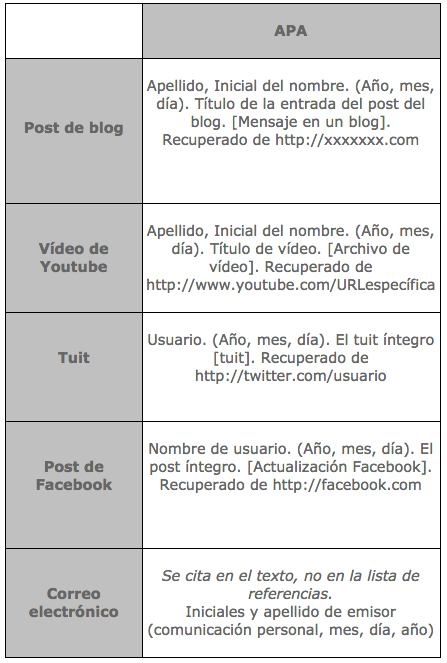 APA
Post de blog
Apellido, Inicial del nombre. (Año, mes,
día). Título de la entrada del post del
blog. [Mensaje en un blog].
Recuperado de http://xxxxxxx.com
Vídeo de
Youtube
Apellido, Inicial del nombre. (Año, mes,
día). Título de vídeo. [Archivo de
vídeo]. Recuperado de
http://www.youtube.com/URLespecífica
Tuit
Usuario. (Año, mes, día). El tuit íntegro
[tuit]. Recuperado de
http://twitter.com/usuario
Post de
Facebook
Nombre de usuario. (Año, mes, día). El
post íntegro. [Actualización Facebook].
Recuperado de http://facebook.com
Correo
electrónico
Se cita en el texto, no en la lista de
referencias.
Iniciales y apellido de emisor
(comunicación personal, mes, día, año)